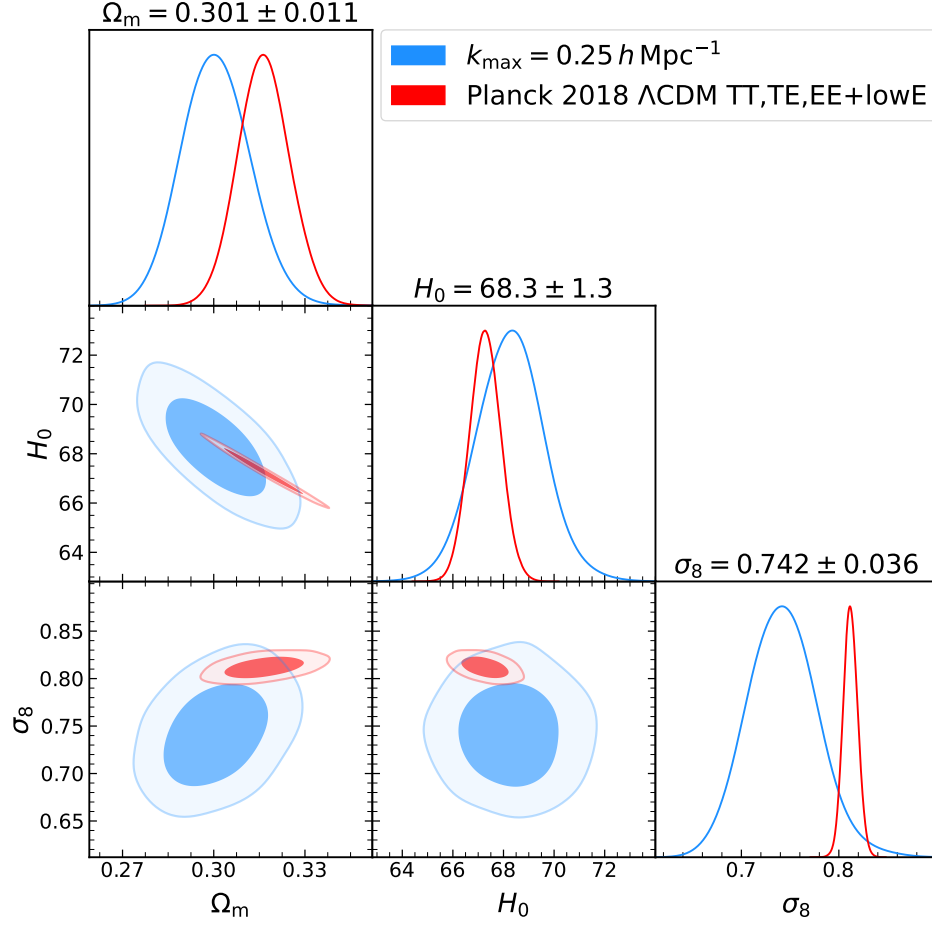 Ωₘ = 0.301 ± 0.011
k_max = 0.25 h Mpc⁻¹
Planck 2018 ΛCDM TT,TE,EE+lowE
H₀ = 68.3 ± 1.3
72
70
68
66
64
H₀
σ₈ = 0.742 ± 0.036
0.85
0.80
0.75
0.70
0.65
σ₈
0.27 0.30 0.33
64 66 68 70 72
0.7 0.8
Ωₘ
H₀
σ₈